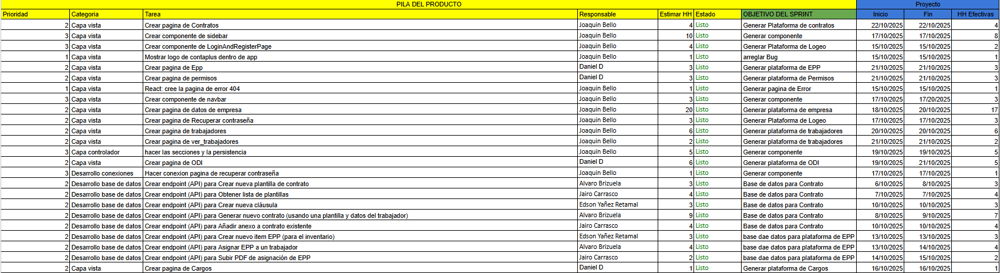 PILA DEL PRODUCTO Proyecto
Prioridad Categoria Tarea Responsable Estimar HH Estado OBJETIVO DEL SPRINT Inicio Fin HH Efectivas
2 Capa vista Crear pagina de Contratos Joaquin Bello 4 Listo Generar Plataforma de contratos 22/10/2025 22/10/2025 4
3 Capa vista Crear componente de sidebar Joaquin Bello 10 Listo Generar componente 17/10/2025 17/10/2025 8
3 Capa vista Crear componente de LoginAndRegisterPage Joaquin Bello 4 Listo Generar Plataforma de Logeo 15/10/2025 15/10/2025 2
1 Capa vista Mostrar logo de contaplus dentro de app Joaquin Bello 1 Listo arreglar Bug 15/10/2025 15/10/2025 1
2 Capa vista Crear pagina de Epp Daniel D 3 Listo Generar plataforma de EPP 21/10/2025 21/10/2025 3
2 Capa vista Crear pagina de permisos Daniel D 3 Listo Generar plataforma de Permisos 21/10/2025 21/10/2025 3
1 Capa vista React: cree la pagina de error 404 Joaquin Bello 1 Listo Generar pagina de Error 15/10/2025 15/10/2025 1
3 Capa vista Crear componente de navbar Joaquin Bello 3 Listo Generar componente 17/10/2025 17/20/2025 3
2 Capa vista Crear pagina de datos de empresa Joaquin Bello 20 Listo Generar plataforma de empresa 18/10/2025 20/10/2025 17
2 Capa vista Crear pagina de Recuperar contraseña Joaquin Bello 3 Listo Generar Plataforma de Logeo 17/10/2025 17/10/2025 3
2 Capa vista Crear pagina de trabajadores Joaquin Bello 6 Listo Generar plataforma de trabajadores 20/10/2025 20/10/2025 6
2 Capa vista Crear pagina de ver_trabajadores Joaquin Bello 2 Listo Generar plataforma de trabajadores 21/10/2025 21/10/2025 2
3 Capa controlador hacer las secciones y la persistencia Joaquin Bello 5 Listo Generar componente 19/10/2025 19/10/2025 5
2 Capa vista Crear pagina de ODI Daniel D 6 Listo Generar plataforma de ODI 19/10/2025 21/10/2025 5
3 Desarrollo conexiones Hacer conexion pagina de recuperar contraseña Joaquin Bello 1 Listo Generar componente 17/10/2025 17/10/2025 1
2 Desarrollo base de datos Crear endpoint (API) para Crear nueva plantilla de contrato Alvaro Brizuela 3 Listo Base de datos para Contrato 6/10/2025 8/10/2025 3
2 Desarrollo base de datos Crear endpoint (API) para Obtener lista de plantillas Jairo Carrasco 4 Listo Base de datos para Contrato 7/10/2025 7/10/2025 4
2 Desarrollo base de datos Crear endpoint (API) para Crear nueva cláusula Edson Yañez Retamal 3 Listo Base de datos para Contrato 10/10/2025 10/10/2025 3
2 Desarrollo base de datos Crear endpoint (API) para Generar nuevo contrato (usando una plantilla y datos del trabajador) Alvaro Brizuela 9 Listo Base de datos para Contrato 8/10/2025 9/10/2025 7
2 Desarrollo base de datos Crear endpoint (API) para Añadir anexo a contrato existente Jairo Carrasco 4 Listo Base de datos para Contrato 10/10/2025 10/10/2025 4
2 Desarrollo base de datos Crear endpoint (API) para Crear nuevo item EPP (para el inventario) Edson Yañez Retamal 3 Listo base dae datos para plataforma de EPP 13/10/2025 13/10/2025 3
2 Desarrollo base de datos Crear endpoint (API) para Asignar EPP a un trabajador Alvaro Brizuela 4 Listo base dae datos para plataforma de EPP 13/10/2025 14/10/2025 4
2 Desarrollo base de datos Crear endpoint (API) para Subir PDF de asignación de EPP Jairo Carrasco 2 Listo base dae datos para plataforma de EPP 14/10/2025 15/10/2025 2
2 Capa vista Crear pagina de Cargos Daniel D 1 Listo Generar plataforma de Cargos 16/10/2025 16/10/2025 1